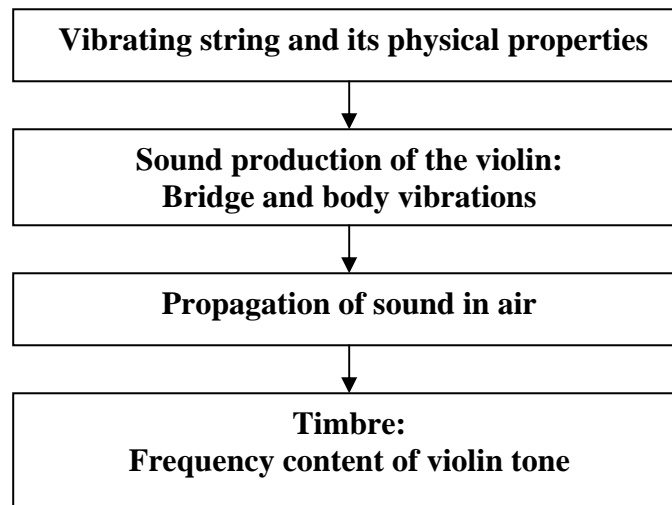 Vibrating string and its physical properties
Sound production of the violin:
Bridge and body vibrations
Propagation of sound in air
Timbre:
Frequency content of violin tone